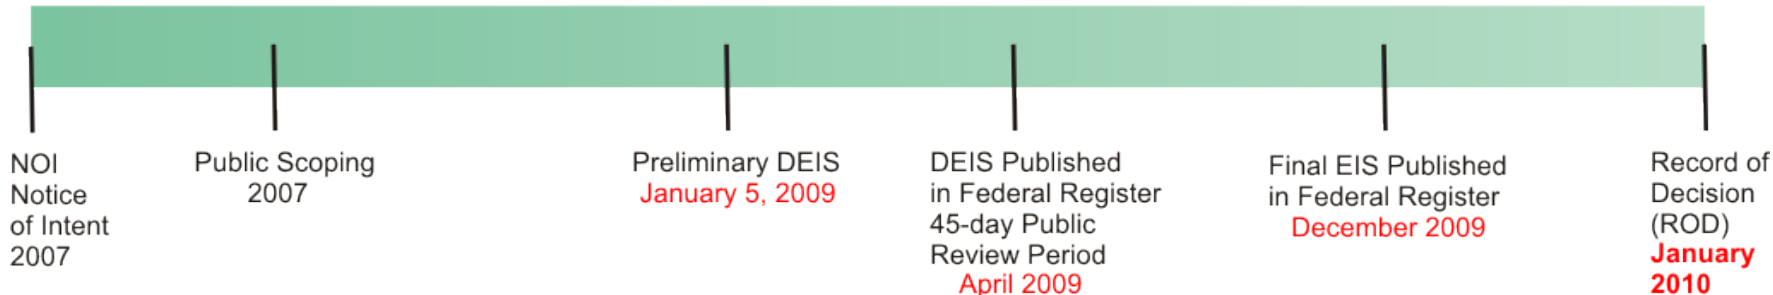 NOI
Notice
of Intent
2007
Public Scoping
2007
Preliminary DEIS
January 5, 2009
DEIS Published
in Federal Register
45-day Public
Review Period
April 2009
Final EIS Published
in Federal Register
December 2009
Record of
Decision
(ROD)
January
2010